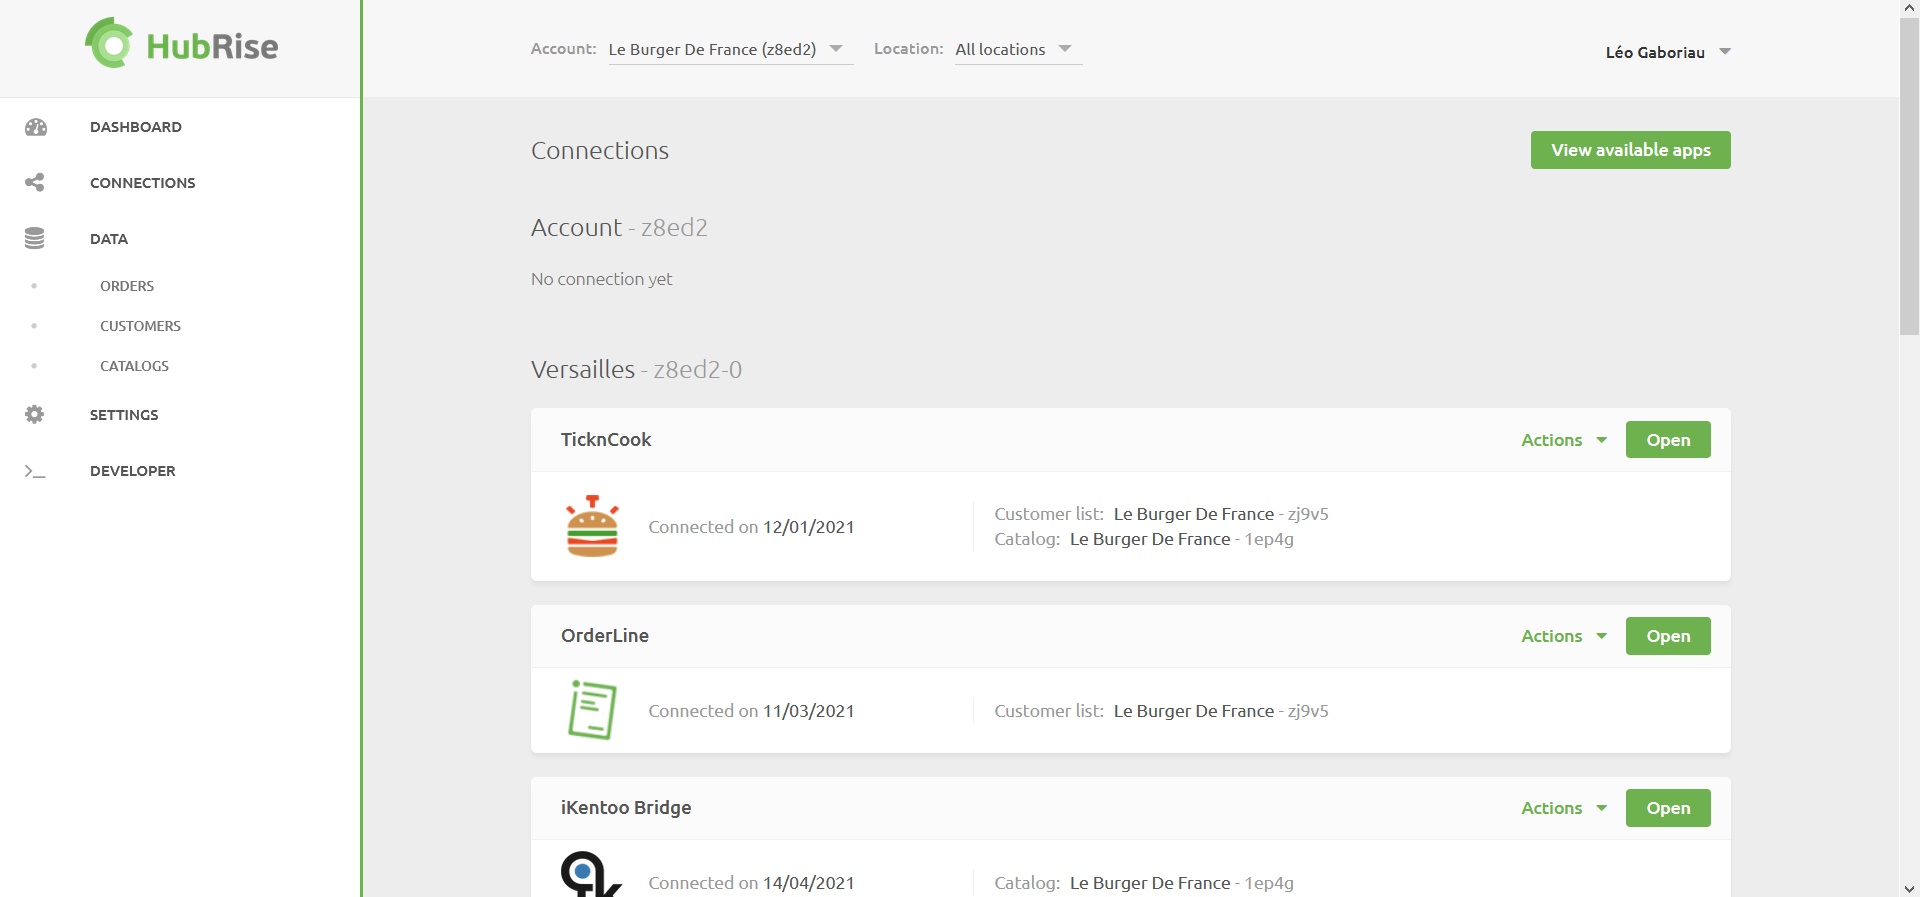 HubRise
Account: Le Burger De France (z8ed2) Location: All locations
Léo Gaboriau
DASHBOARD
CONNECTIONS
DATA
ORDERS
CUSTOMERS
CATALOGS
SETTINGS
DEVELOPER
Connections
View available apps
Account - z8ed2
No connection yet
Versailles - z8ed2-0
TicknCook
Actions
Open
Connected on 12/01/2021
Customer list: Le Burger De France - zj9v5
Catalog: Le Burger De France - 1ep4g
OrderLine
Actions
Open
Connected on 11/03/2021
Customer list: Le Burger De France - zj9v5
iKentoo Bridge
Actions
Open
Connected on 14/04/2021
Catalog: Le Burger De France - 1ep4g